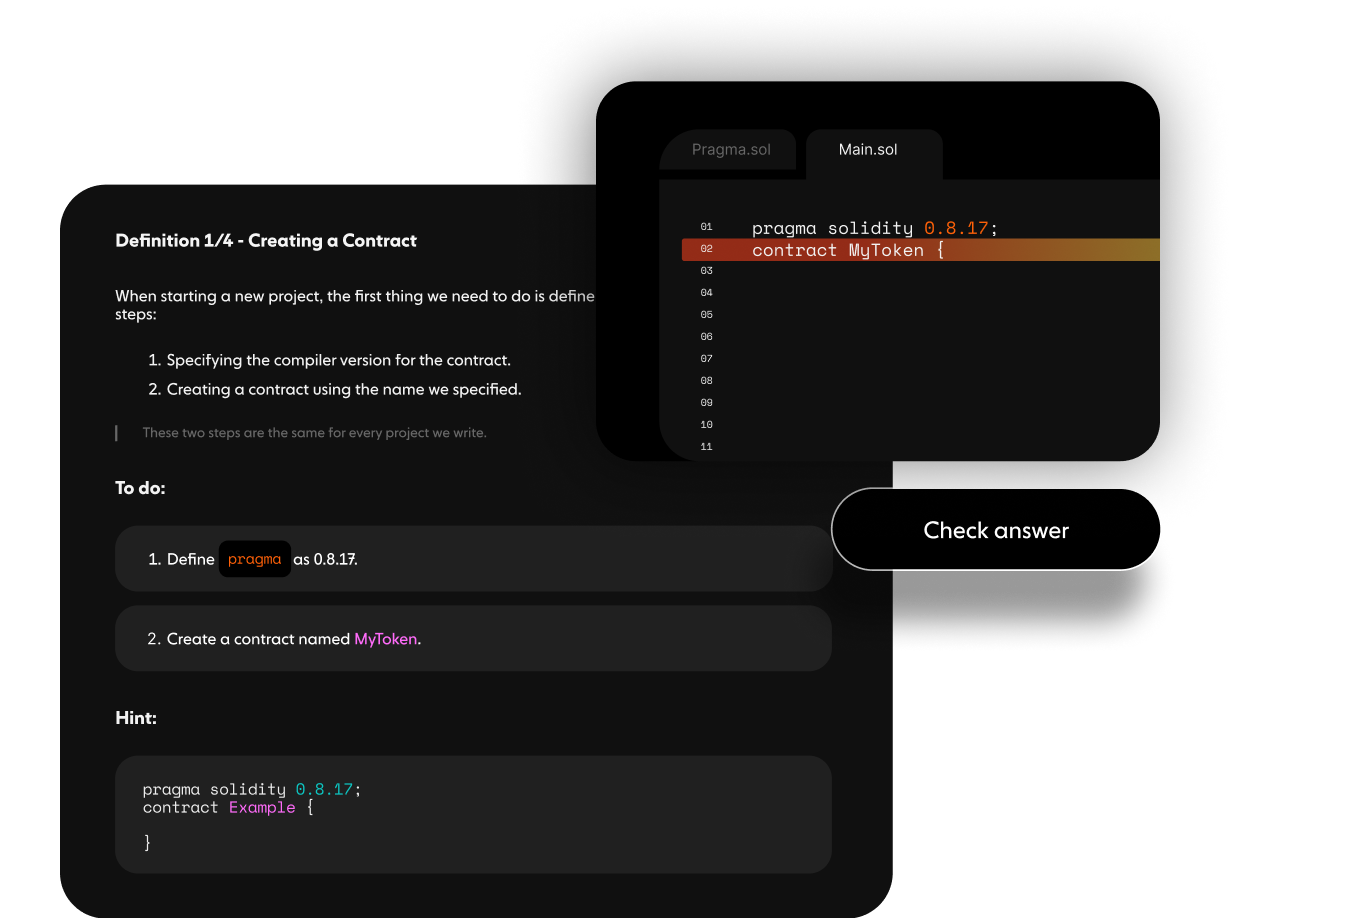 Pragma.sol
Main.sol
01 pragma solidity 0.8.17;
02 contract MyToken {
03
04
05
06
07
08
09
10
11
Definition 1/4 - Creating a Contract
When starting a new project, the first thing we need to do is define
steps:
1. Specifying the compiler version for the contract.
2. Creating a contract using the name we specified.
These two steps are the same for every project we write.
To do:
1. Define pragma as 0.8.17.
2. Create a contract named MyToken.
Check answer
Hint:
pragma solidity 0.8.17;
contract Example {
}